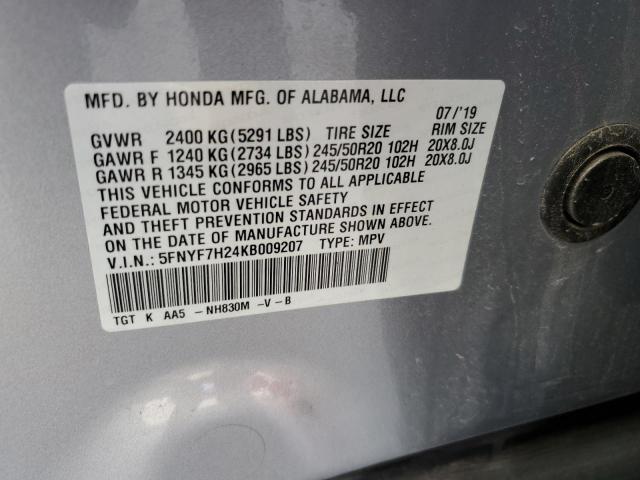 MFD. BY HONDA MFG. OF ALABAMA, LLC 07/'19
GVWR 2400 KG(5291 LBS) TIRE SIZE RIM SIZE
GAWR F 1240 KG(2734 LBS)245/50R20 102H 20X8.0J
GAWR R 1345 KG(2965 LBS)245/50R20 102H 20X8.0J
THIS VEHICLE CONFORMS TO ALL APPLICABLE
FEDERAL MOTOR VEHICLE SAFETY
AND THEFT PREVENTION STANDARDS IN EFFECT
ON THE DATE OF MANUFACTURE SHOWN ABOVE.
V.I.N.: 5FNYF7H24KB009207 TYPE: MPV
TGT K AA5 -NH830M -V-B